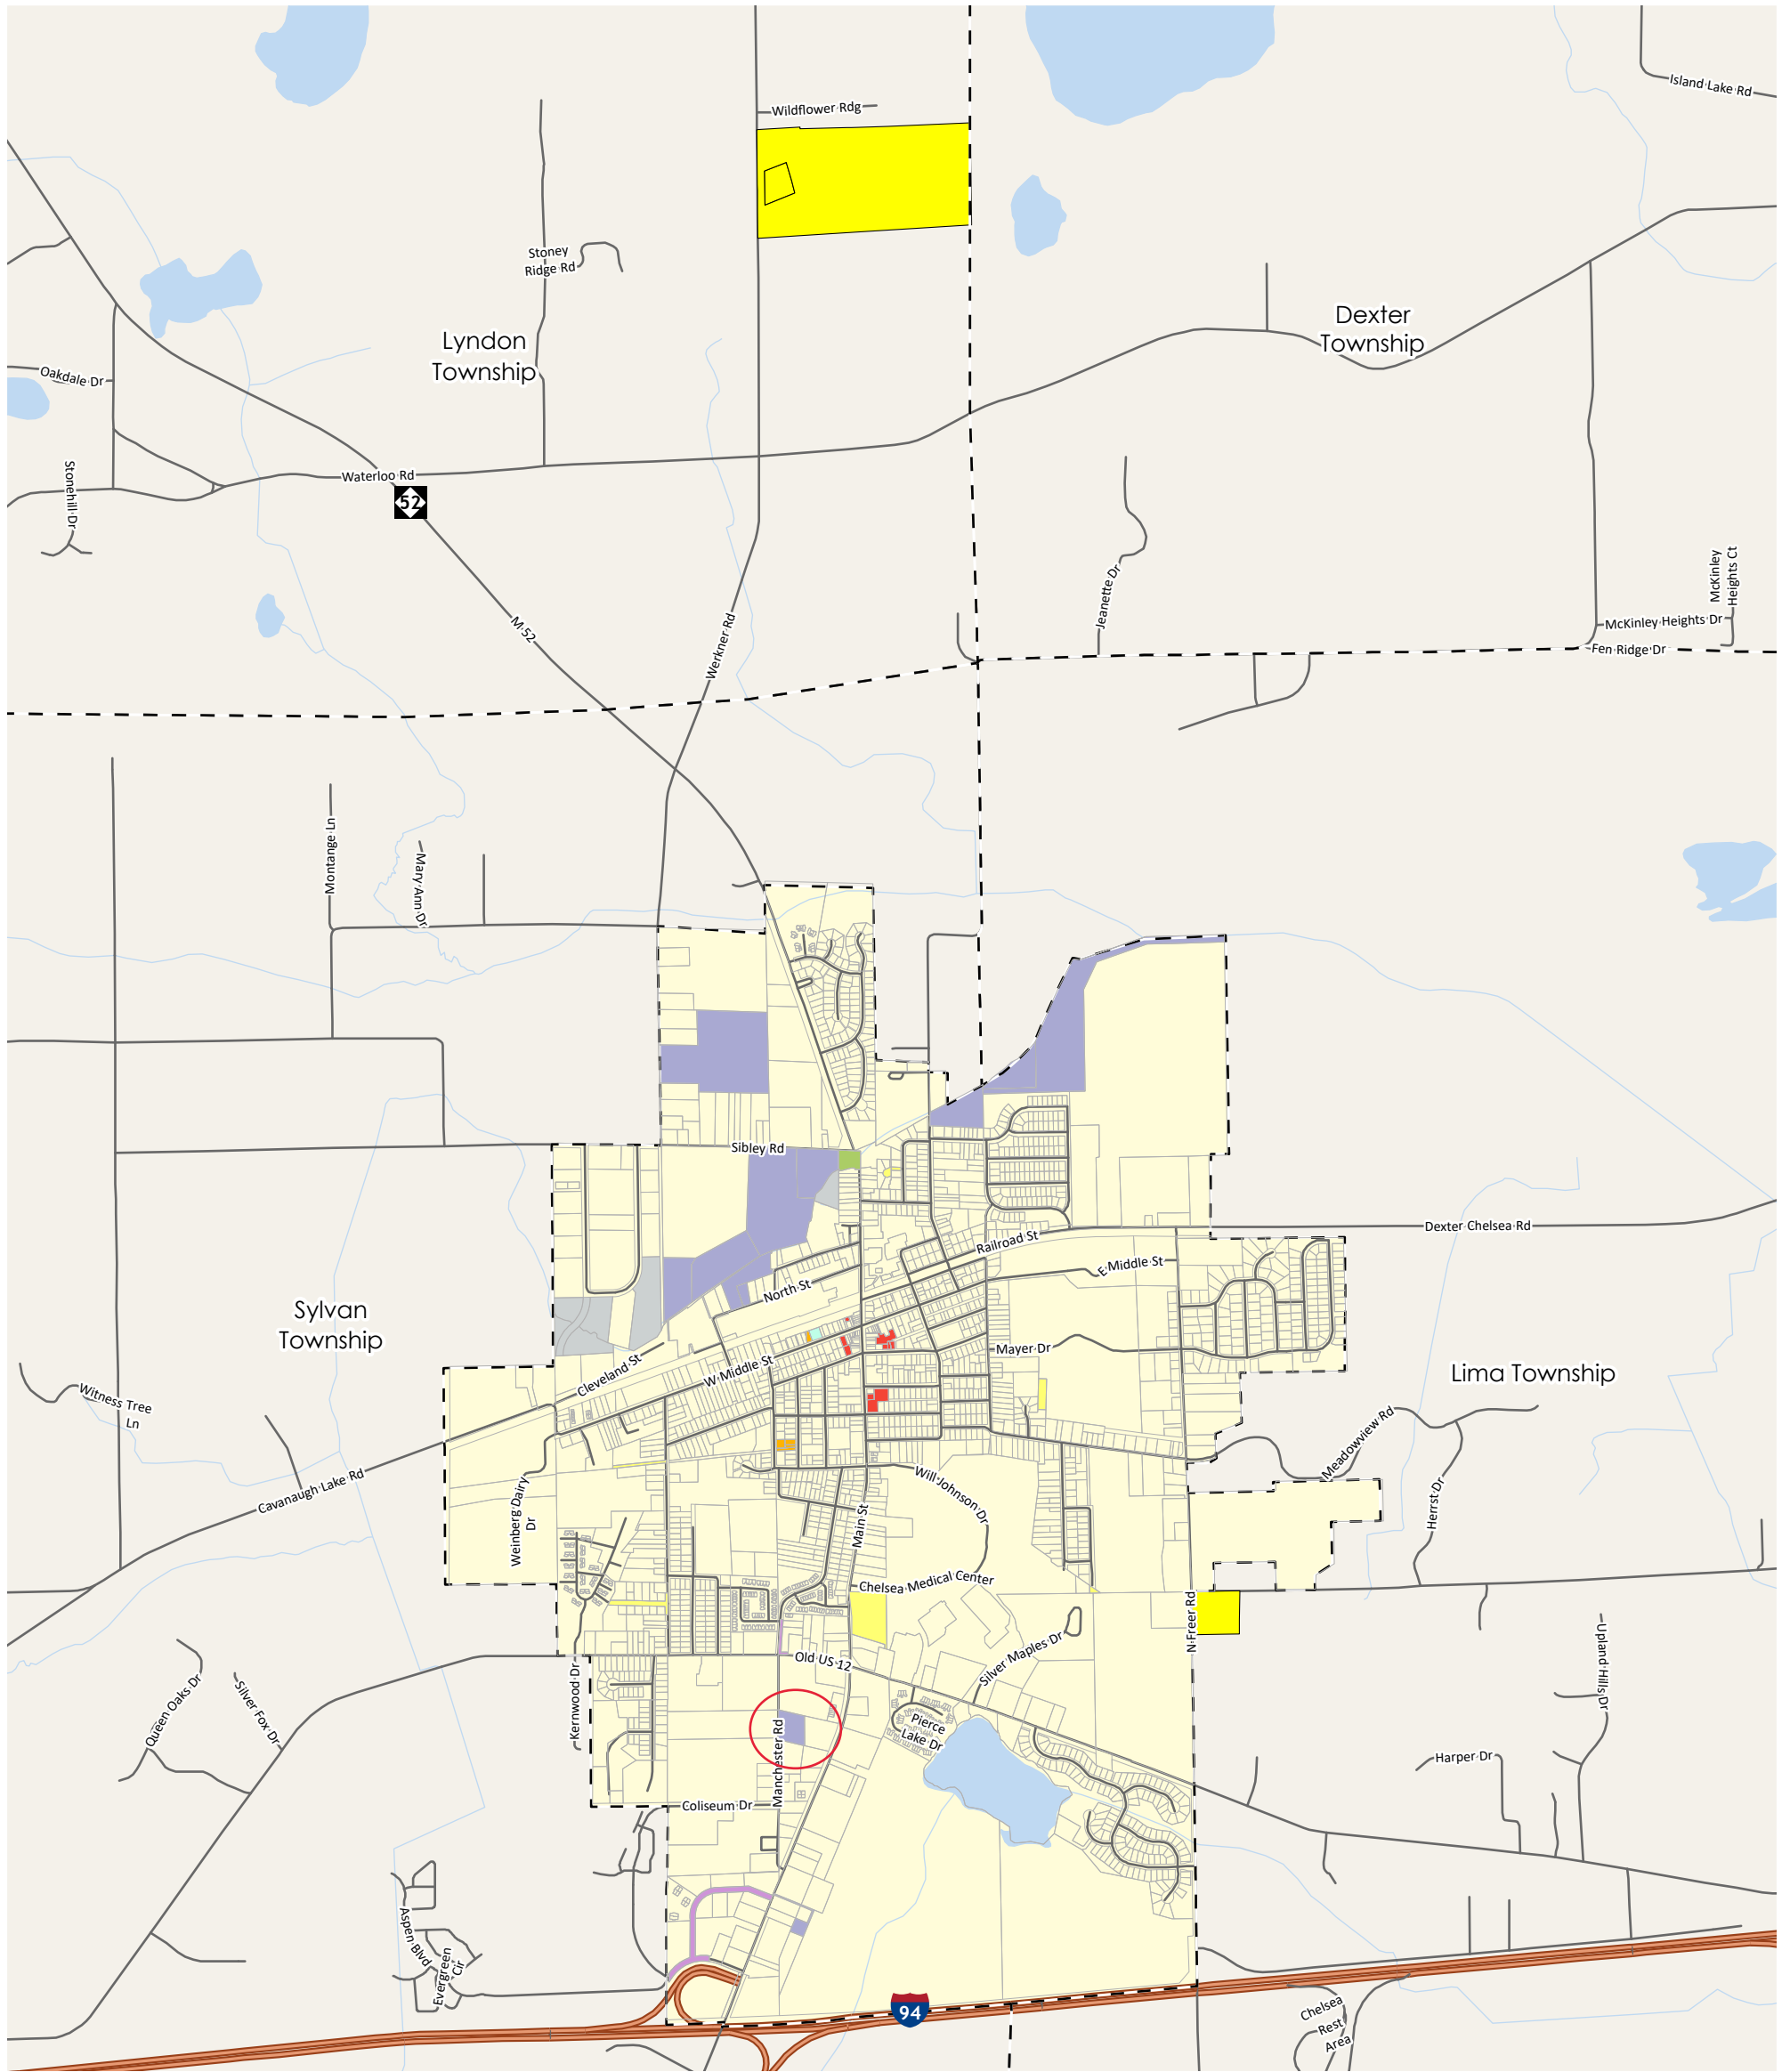 Island Lake Rd
Wildflower Rdg
Stoney
Ridge Rd
Dexter
Township
Lyndon
Township
Oakdale Dr
Waterloo Rd
52
Stonehill Dr
McKinley
Heights Ct
Jeanette Dr
M 52
Werkner Rd
McKinley Heights Dr
Fen Ridge Dr
Montange Ln
Mary Ann Dr
Sibley Rd
Dexter Chelsea Rd
Railroad St
E Middle St
North St
Sylvan
Township
Mayer Dr
W Middle St
Cleveland St
Lima Township
Witness Tree
Ln
Meadowview Rd
Cavanaugh Lake Rd
Weinberg Dairy
Dr
Will Johnson Dr
Main St
Herrst Dr
Chelsea Medical Center
N Freer Rd
Silver Maples Dr
Upland Hills Dr
Old US 12
Queen Oaks Dr
Silver Fox Dr
Kernwood Dr
Manchester Rd
Pierce
Lake Dr
Harper Dr
Coliseum Dr
Aspen Blvd
Evergreen
Cir
94
Chelsea
Rest
Area